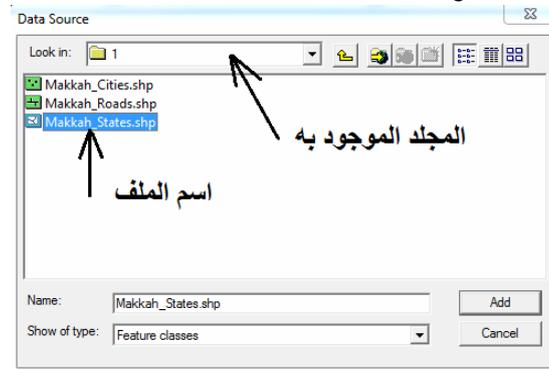 Data Source
Look in: 1
Makkah_Cities.shp
Makkah_Roads.shp
Makkah_States.shp
المجلد الموجود به
اسم الملف
Name: Makkah_States.shp Add
Show of type: Feature classes Cancel